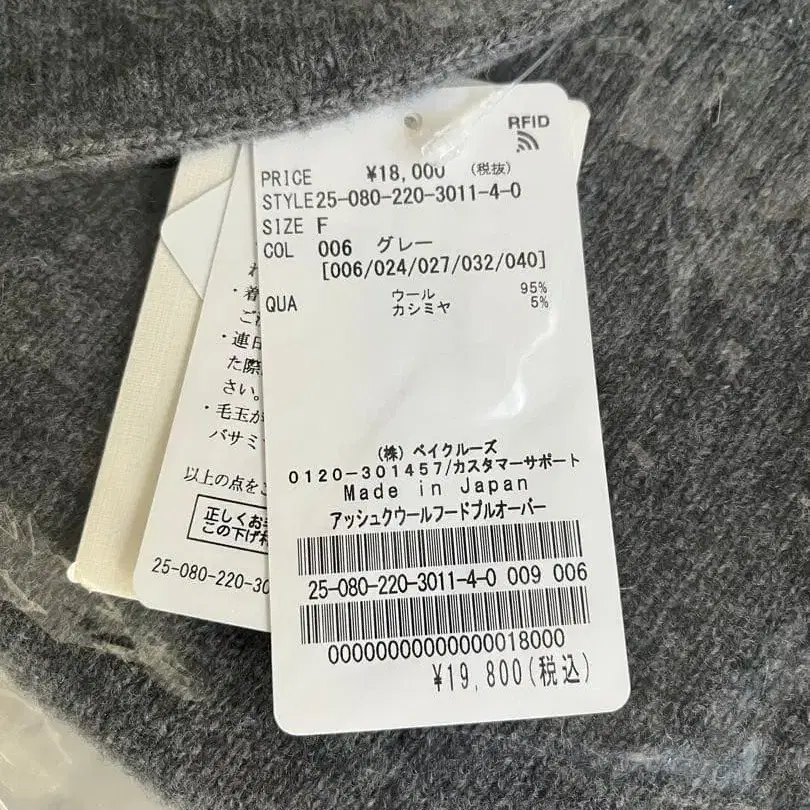 RFID
PRICE ¥18,000 (税抜)
STYLE 25-080-220-3011-4-0
SIZE F
COL 006 グレー
[006/024/027/032/040]
QUA ウール 95%
カシミヤ 5%
(株) ベイクルーズ
0120-301457/カスタマーサポート
Made in Japan
アッシュクウールフードプルオーバー
25-080-220-3011-4-0 009 006
00000000000000018000
¥19,800(税込)
・着
・連日
た際
さい。
・毛玉が
バサミ
以上の点を
正しくお
この下げ札
25-080-220-30